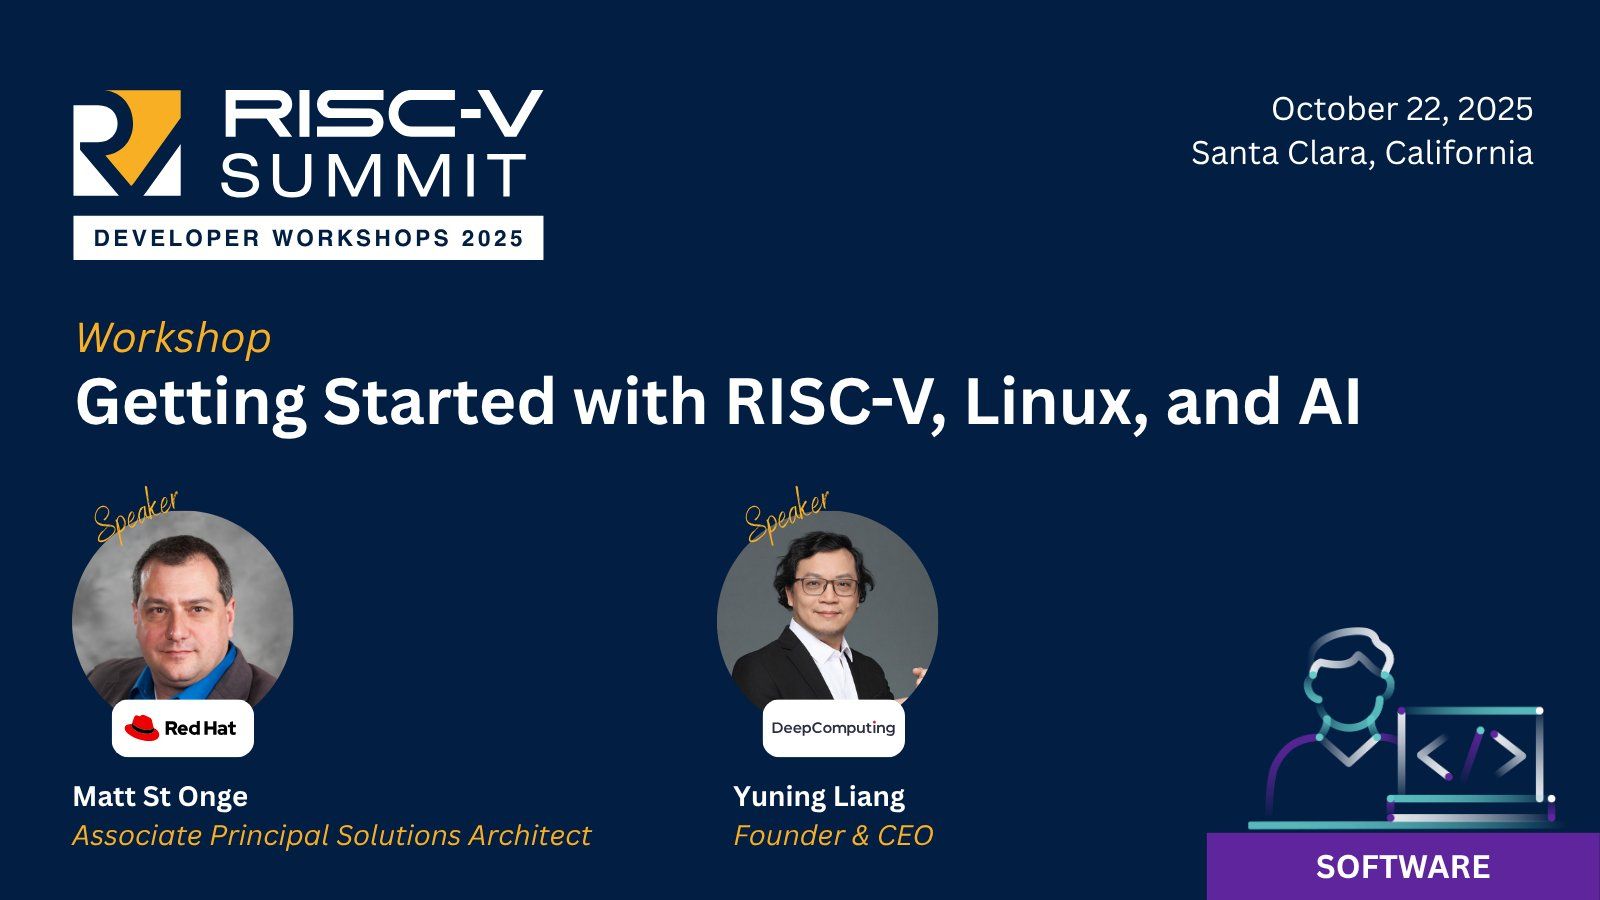 RISC-V
SUMMIT
DEVELOPER WORKSHOPS 2025
October 22, 2025
Santa Clara, California
Workshop
Getting Started with RISC-V, Linux, and AI
Speaker
Red Hat
Matt St Onge
Associate Principal Solutions Architect
Speaker
DeepComputing
Yuning Liang
Founder & CEO
</>
SOFTWARE